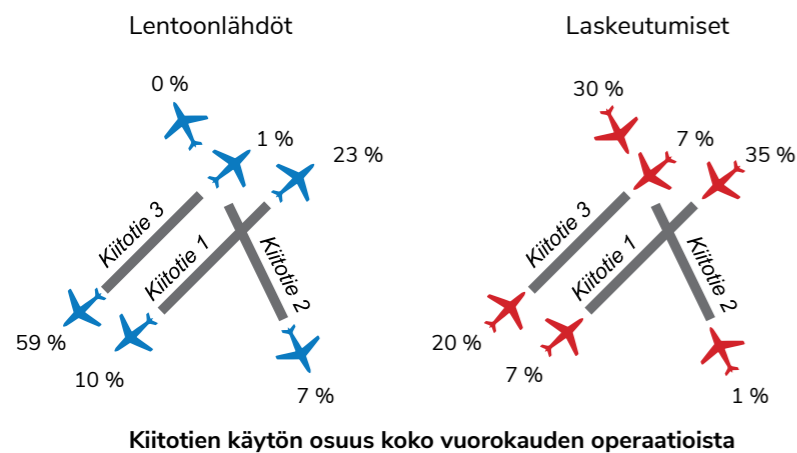 Lentoonlähdöt
0 %
1 %
23 %
Kiitotie 3
Kiitotie 1
Kiitotie 2
59 %
10 %
7 %
Laskeutumiset
30 %
7 %
35 %
Kiitotie 3
Kiitotie 1
Kiitotie 2
20 %
7 %
1 %
Kiitotien käytön osuus koko vuorokauden operaatioista